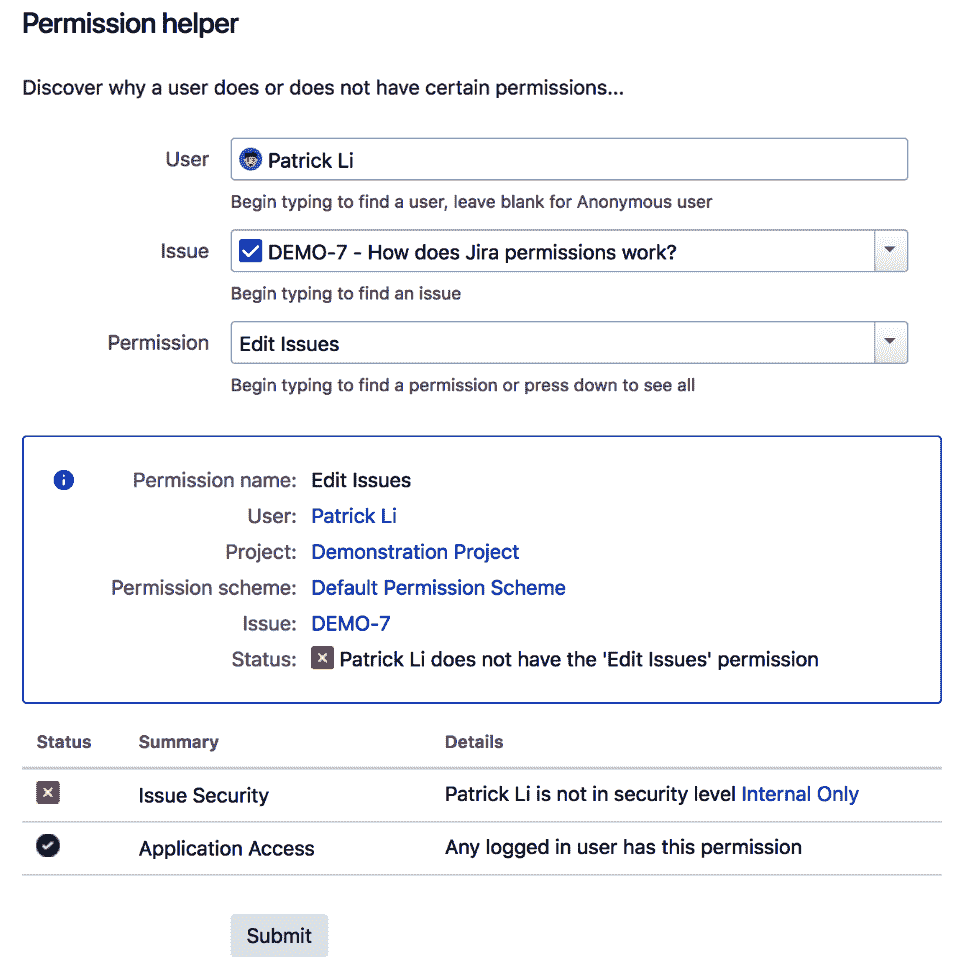 Permission helper
Discover why a user does or does not have certain permissions...
User Patrick Li
Begin typing to find a user, leave blank for Anonymous user
Issue DEMO-7 - How does Jira permissions work?
Begin typing to find an issue
Permission Edit Issues
Begin typing to find a permission or press down to see all
Permission name: Edit Issues
User: Patrick Li
Project: Demonstration Project
Permission scheme: Default Permission Scheme
Issue: DEMO-7
Status: Patrick Li does not have the 'Edit Issues' permission
Status Summary Details
Issue Security Patrick Li is not in security level Internal Only
Application Access Any logged in user has this permission
Submit